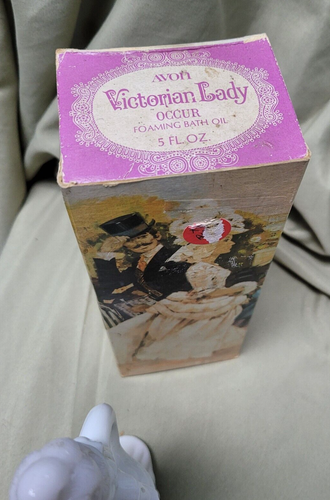 AVON
Victorian Lady
OCCUR
FOAMING BATH OIL
5 FL. OZ.